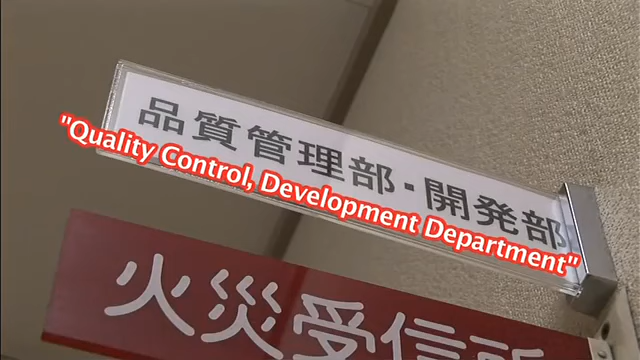 品質管理部・開発部
"Quality Control, Development Department"
火災受信